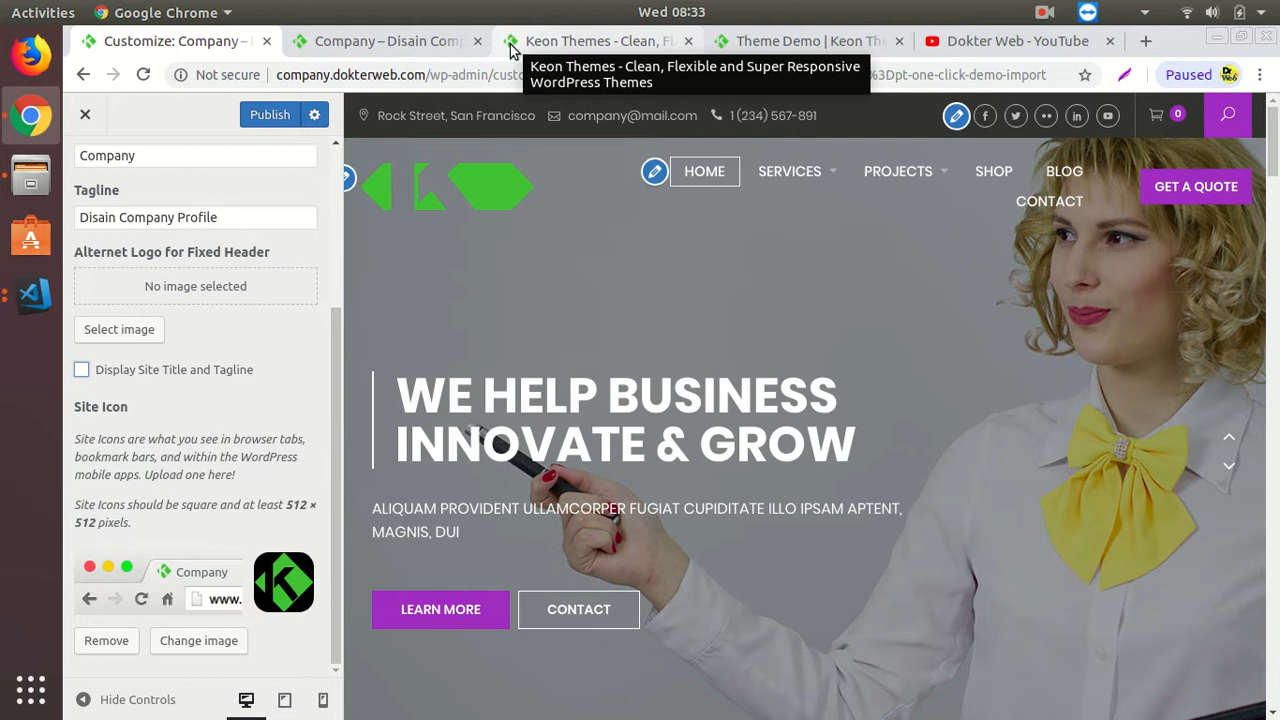 Activities
Google Chrome
Wed 08:33
Customize: Company –
Company – Disain Comp
Keon Themes - Clean, Fl
Theme Demo | Keon The
Dokter Web - YouTube
Keon Themes - Clean, Flexible and Super Responsive
WordPress Themes
Not secure
company.dokterweb.com/wp-admin/custo
%3Dpt-one-click-demo-import
Paused
Publish
Company
Tagline
Disain Company Profile
Alternet Logo for Fixed Header
No image selected
Select image
Display Site Title and Tagline
Site Icon
Site Icons are what you see in browser tabs,
bookmark bars, and within the WordPress
mobile apps. Upload one here!
Site Icons should be square and at least 512 ×
512 pixels.
Company
www.
Remove
Change image
Hide Controls
Rock Street, San Francisco
company@mail.com
1 (234) 567-891
0
HOME
SERVICES
PROJECTS
SHOP
BLOG
CONTACT
GET A QUOTE
WE HELP BUSINESS
INNOVATE & GROW
ALIQUAM PROVIDENT ULLAMCORPER FUGIAT CUPIDITATE ILLO IPSAM APTENT,
MAGNIS, DUI
LEARN MORE
CONTACT